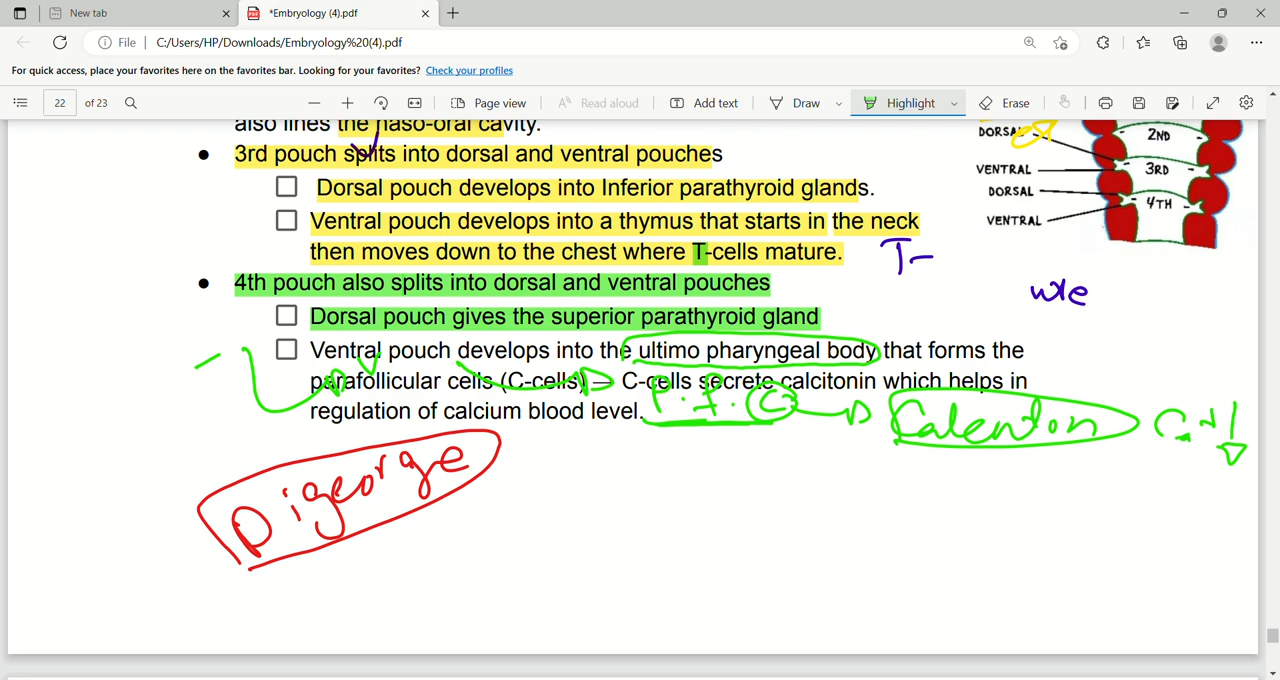 New tab
*Embryology (4).pdf
File C:/Users/HP/Downloads/Embryology%20(4).pdf
For quick access, place your favorites here on the favorites bar. Looking for your favorites? Check your profiles
22 of 23 Page view Read aloud Add text Draw Highlight Erase
also lines the naso-oral cavity.
● 3rd pouch splits into dorsal and ventral pouches
Dorsal pouch develops into Inferior parathyroid glands.
Ventral pouch develops into a thymus that starts in the neck
then moves down to the chest where T-cells mature.
T-
● 4th pouch also splits into dorsal and ventral pouches
Dorsal pouch gives the superior parathyroid gland
Ventral pouch develops into the ultimo pharyngeal body that forms the
parafollicular cells (C-cells) — C-cells secrete calcitonin which helps in
regulation of calcium blood level.
P.f.C
Digeorge
DORSAL
VENTRAL
DORSAL
VENTRAL
2ND
3RD
4TH